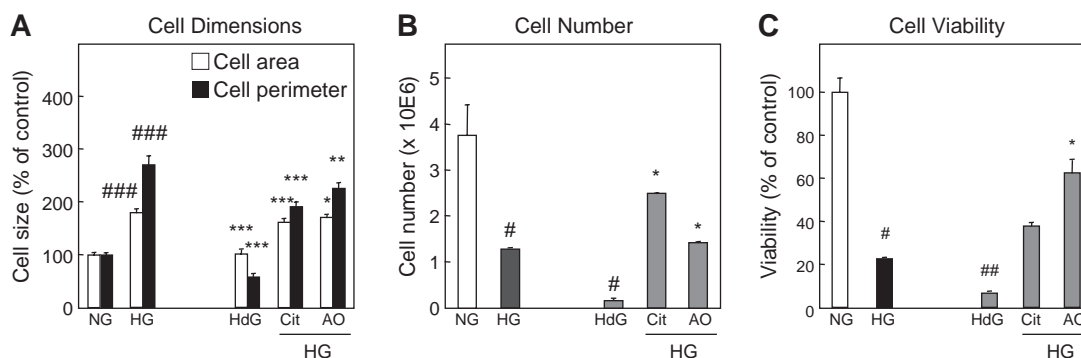 A Cell Dimensions
Cell size (% of control)
400
300
200
100
0
Cell area
Cell perimeter
###
###
***
***
***
***
*
**
NG HG HdG Cit AO
HG
B Cell Number
Cell number (x 10E6)
5
4
3
2
1
0
#
#
*
*
NG HG HdG Cit AO
HG
C Cell Viability
Viability (% of control)
100
80
60
40
20
0
#
##
*
NG HG HdG Cit AO
HG